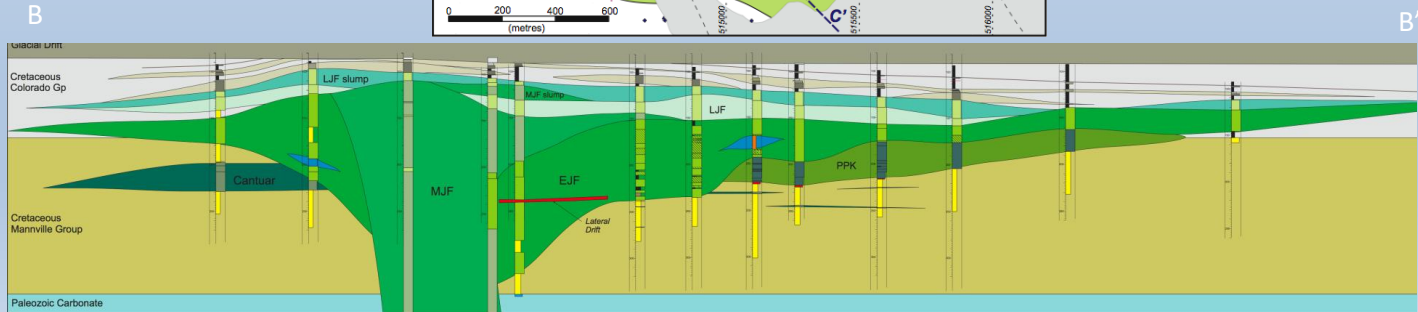 B
0 200 400 600
(metres)
C'
515000
515500
516000
B'
Glacial Drift
Cretaceous
Colorado Gp
LJF slump
MJF slump
LJF
Cantuar
MJF
EJF
PPK
Lateral
Drift
Cretaceous
Mannville Group
Paleozoic Carbonate